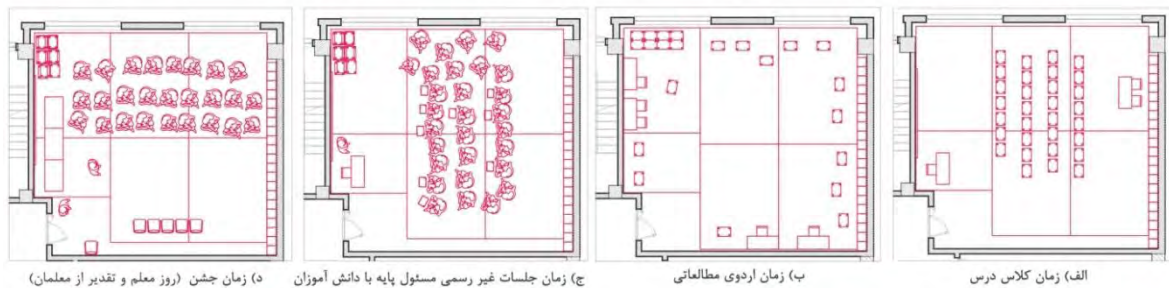 الف) زمان کلاس درس
ب) زمان اردوی مطالعاتی
ج) زمان جلسات غیر رسمی مسئول پایه با دانش آموزان
د) زمان جشن (روز معلم و تقدیر از معلمان)